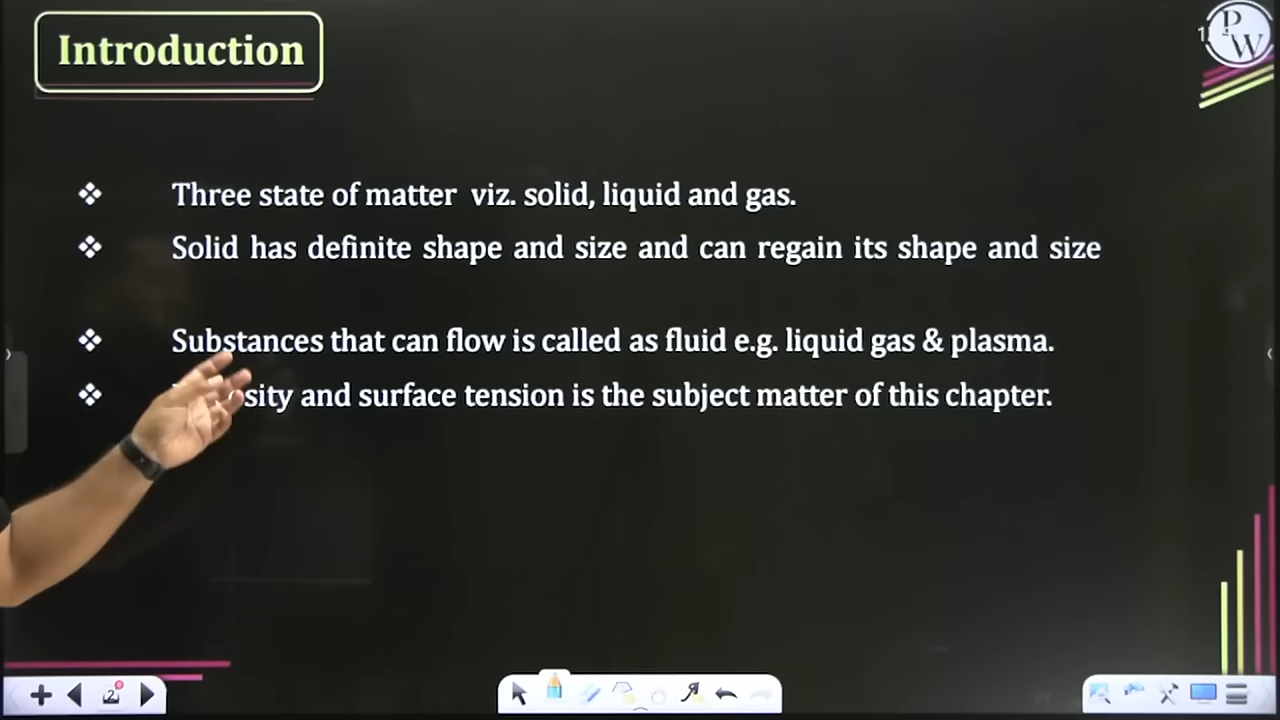 Introduction
PW
❖ Three state of matter viz. solid, liquid and gas.
❖ Solid has definite shape and size and can regain its shape and size
❖ Substances that can flow is called as fluid e.g. liquid gas & plasma.
❖ and surface tension is the subject matter of this chapter.
2